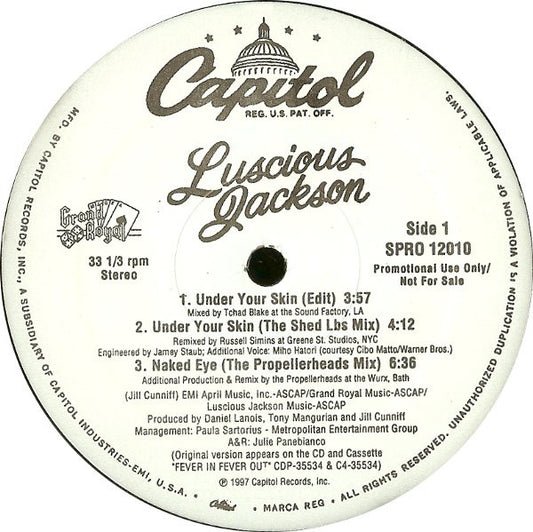 Capitol
REG. U.S. PAT. OFF.
Luscious
Jackson
Grand
Royal
33 1/3 rpm
Stereo
Side 1
SPRO 12010
Promotional Use Only/
Not For Sale
1. Under Your Skin (Edit) 3:57
Mixed by Tchad Blake at the Sound Factory, LA
2. Under Your Skin (The Shed Lbs Mix) 4:12
Remixed by Russell Simins at Greene St. Studios, NYC
Engineered by Jamey Staub; Additional Voice: Miho Hatori (courtesy Cibo Matto/Warner Bros.)
3. Naked Eye (The Propellerheads Mix) 6:36
Additional Production & Remix by the Propellerheads at the Wurx, Bath
(Jill Cunniff) EMI April Music, Inc.-ASCAP/Grand Royal Music-ASCAP/
Luscious Jackson Music-ASCAP
Produced by Daniel Lanois, Tony Mangurian and Jill Cunniff
Management: Paula Sartorius - Metropolitan Entertainment Group
A&R: Julie Panebianco
(Original version appears on the CD and Cassette
"FEVER IN FEVER OUT" CDP-35534 & C4-35534)
℗ 1997 Capitol Records, Inc.
MFG. BY CAPITOL RECORDS, INC., A SUBSIDIARY OF CAPITOL INDUSTRIES-EMI, U.S.A. • Capitol • MARCA REG • ALL RIGHTS RESERVED. UNAUTHORIZED DUPLICATION IS A VIOLATION OF APPLICABLE LAWS.